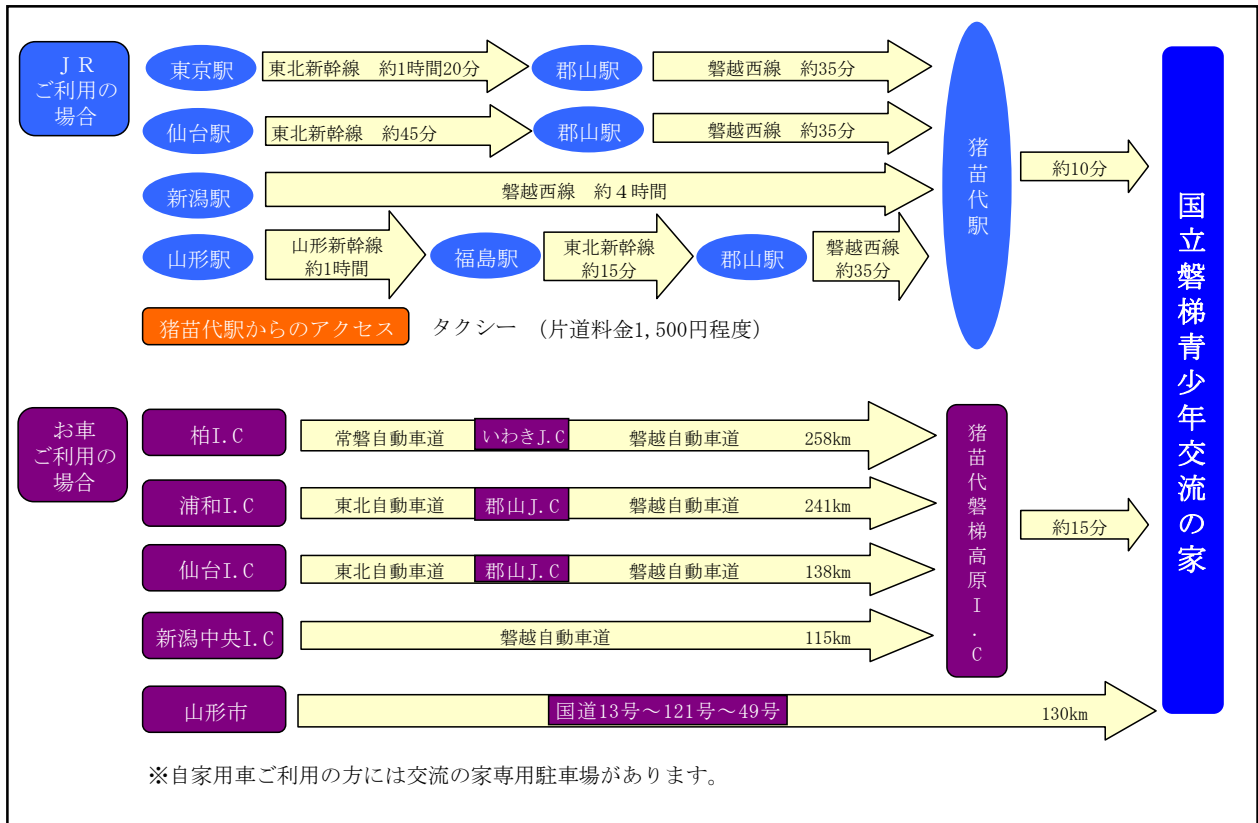 ＪＲ
ご利用の
場合
東京駅
東北新幹線　約1時間20分
郡山駅
磐越西線　約35分
仙台駅
東北新幹線　約45分
郡山駅
磐越西線　約35分
新潟駅
磐越西線　約４時間
山形駅
山形新幹線
約1時間
福島駅
東北新幹線
約15分
郡山駅
磐越西線
約35分
猪苗代駅
約10分
国立磐梯青少年交流の家
猪苗代駅からのアクセス　タクシー　（片道料金1,500円程度）
お車
ご利用の
場合
柏I.C
常磐自動車道
いわきJ.C
磐越自動車道
258km
浦和I.C
東北自動車道
郡山J.C
磐越自動車道
241km
仙台I.C
東北自動車道
郡山J.C
磐越自動車道
138km
新潟中央I.C
磐越自動車道
115km
猪苗代磐梯高原I.C
約15分
山形市
国道13号～121号～49号
130km
※自家用車ご利用の方には交流の家専用駐車場があります。